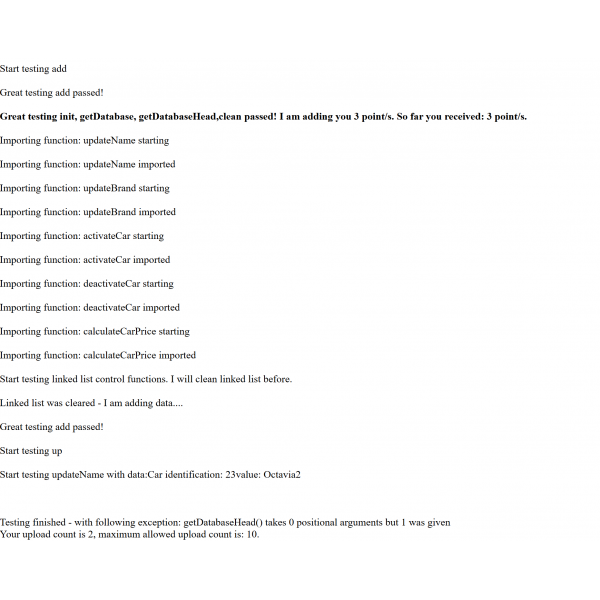 Start testing add
Great testing add passed!
Great testing init, getDatabase, getDatabaseHead,clean passed! I am adding you 3 point/s. So far you received: 3 point/s.
Importing function: updateName starting
Importing function: updateName imported
Importing function: updateBrand starting
Importing function: updateBrand imported
Importing function: activateCar starting
Importing function: activateCar imported
Importing function: deactivateCar starting
Importing function: deactivateCar imported
Importing function: calculateCarPrice starting
Importing function: calculateCarPrice imported
Start testing linked list control functions. I will clean linked list before.
Linked list was cleared - I am adding data....
Great testing add passed!
Start testing up
Start testing updateName with data:Car identification: 23value: Octavia2
Testing finished - with following exception: getDatabaseHead() takes 0 positional arguments but 1 was given
Your upload count is 2, maximum allowed upload count is: 10.